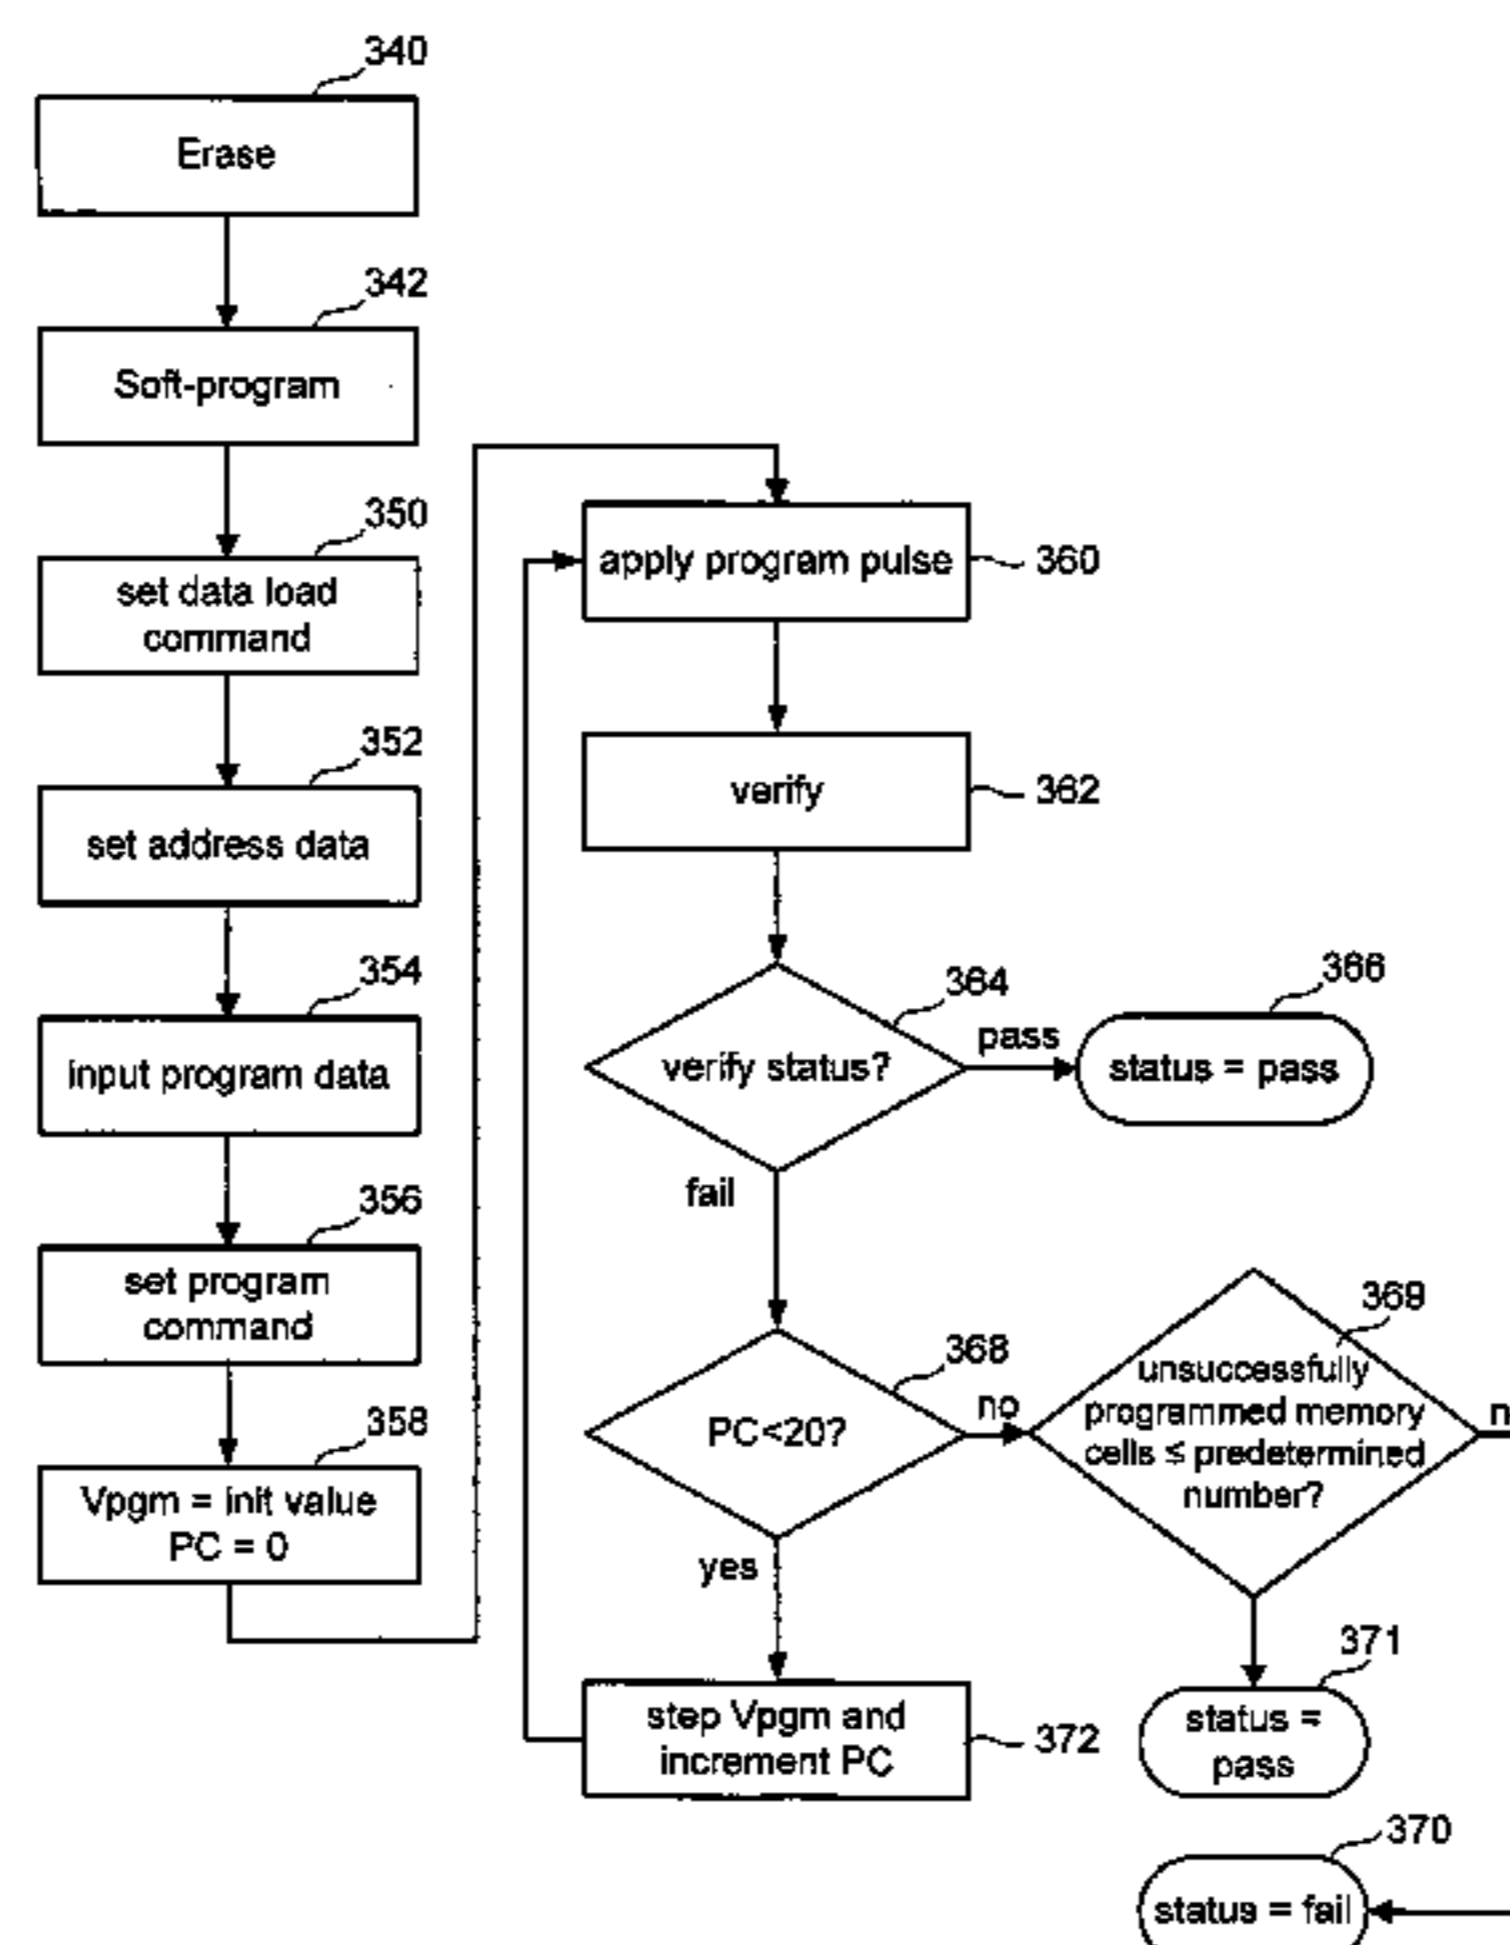 340
Erase
342
Soft-program
350
set data load
command
352
set address data
354
input program data
356
set program
command
358
Vpgm = init value
PC = 0
apply program pulse
360
verify
362
364
verify status?
pass
366
status = pass
fail
368
PC<20?
no
369
unsuccessfully
programmed memory
cells ≤ predetermined
number?
n
yes
371
status =
pass
step Vpgm and
increment PC
372
370
status = fail